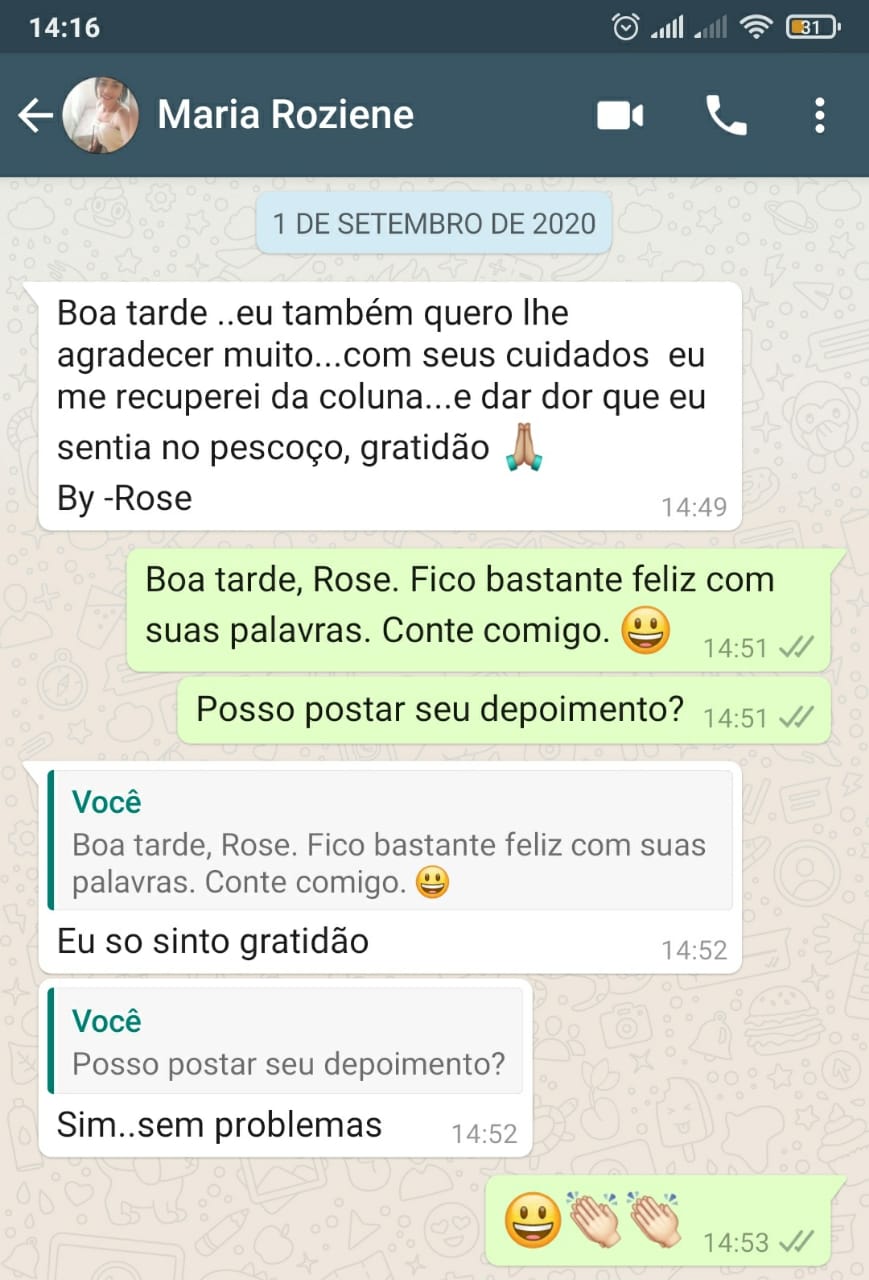 14:16
31
Maria Roziene
1 DE SETEMBRO DE 2020
Boa tarde ..eu também quero lhe
agradecer muito...com seus cuidados eu
me recuperei da coluna...e dar dor que eu
sentia no pescoço, gratidão 🙏🏽
By -Rose
14:49
Boa tarde, Rose. Fico bastante feliz com
suas palavras. Conte comigo. 😃
14:51
Posso postar seu depoimento?
14:51
Você
Boa tarde, Rose. Fico bastante feliz com suas
palavras. Conte comigo. 😃
Eu so sinto gratidão
14:52
Você
Posso postar seu depoimento?
Sim..sem problemas
14:52
😃👏🏻👏🏻
14:53